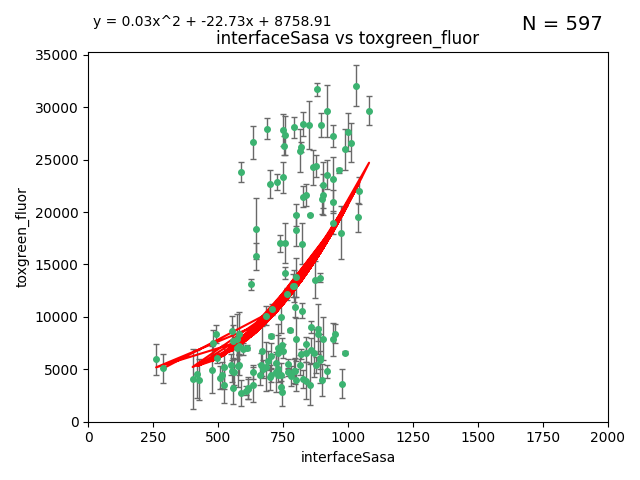 y = 0.03x^2 + -22.73x + 8758.91
N = 597
interfaceSasa vs toxgreen_fluor
35000
30000
25000
20000
15000
10000
5000
0
toxgreen_fluor
0 250 500 750 1000 1250 1500 1750 2000
interfaceSasa